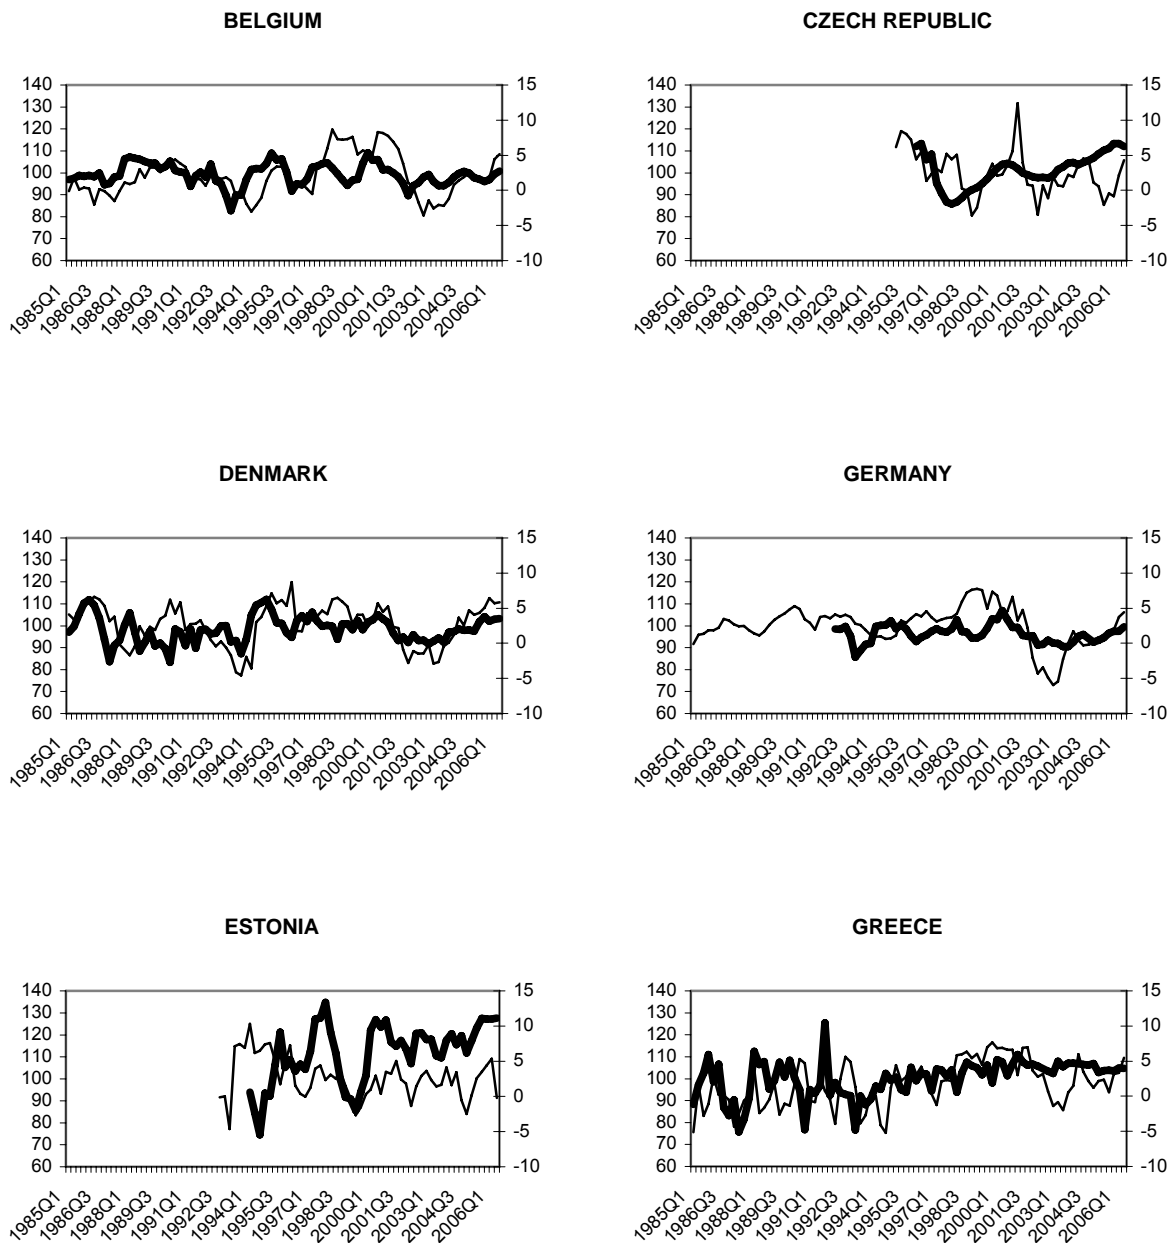 BELGIUM
140
130
120
110
100
90
80
70
60
15
10
5
0
-5
-10
1985Q1
1986Q3
1988Q1
1989Q3
1991Q1
1992Q3
1994Q1
1995Q3
1997Q1
1998Q3
2000Q1
2001Q3
2003Q1
2004Q3
2006Q1
CZECH REPUBLIC
140
130
120
110
100
90
80
70
60
15
10
5
0
-5
-10
1985Q1
1986Q3
1988Q1
1989Q3
1991Q1
1992Q3
1994Q1
1995Q3
1997Q1
1998Q3
2000Q1
2001Q3
2003Q1
2004Q3
2006Q1
DENMARK
140
130
120
110
100
90
80
70
60
15
10
5
0
-5
-10
1985Q1
1986Q3
1988Q1
1989Q3
1991Q1
1992Q3
1994Q1
1995Q3
1997Q1
1998Q3
2000Q1
2001Q3
2003Q1
2004Q3
2006Q1
GERMANY
140
130
120
110
100
90
80
70
60
15
10
5
0
-5
-10
1985Q1
1986Q3
1988Q1
1989Q3
1991Q1
1992Q3
1994Q1
1995Q3
1997Q1
1998Q3
2000Q1
2001Q3
2003Q1
2004Q3
2006Q1
ESTONIA
140
130
120
110
100
90
80
70
60
15
10
5
0
-5
-10
1985Q1
1986Q3
1988Q1
1989Q3
1991Q1
1992Q3
1994Q1
1995Q3
1997Q1
1998Q3
2000Q1
2001Q3
2003Q1
2004Q3
2006Q1
GREECE
140
130
120
110
100
90
80
70
60
15
10
5
0
-5
-10
1985Q1
1986Q3
1988Q1
1989Q3
1991Q1
1992Q3
1994Q1
1995Q3
1997Q1
1998Q3
2000Q1
2001Q3
2003Q1
2004Q3
2006Q1